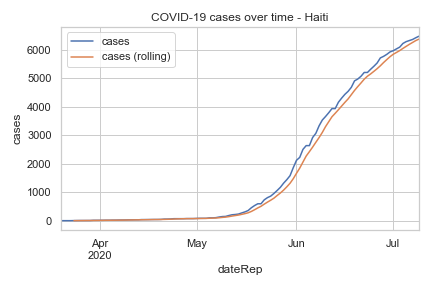 COVID-19 cases over time - Haiti
cases
cases (rolling)
6000
5000
4000
3000
2000
1000
0
cases
Apr
2020
May
Jun
Jul
dateRep